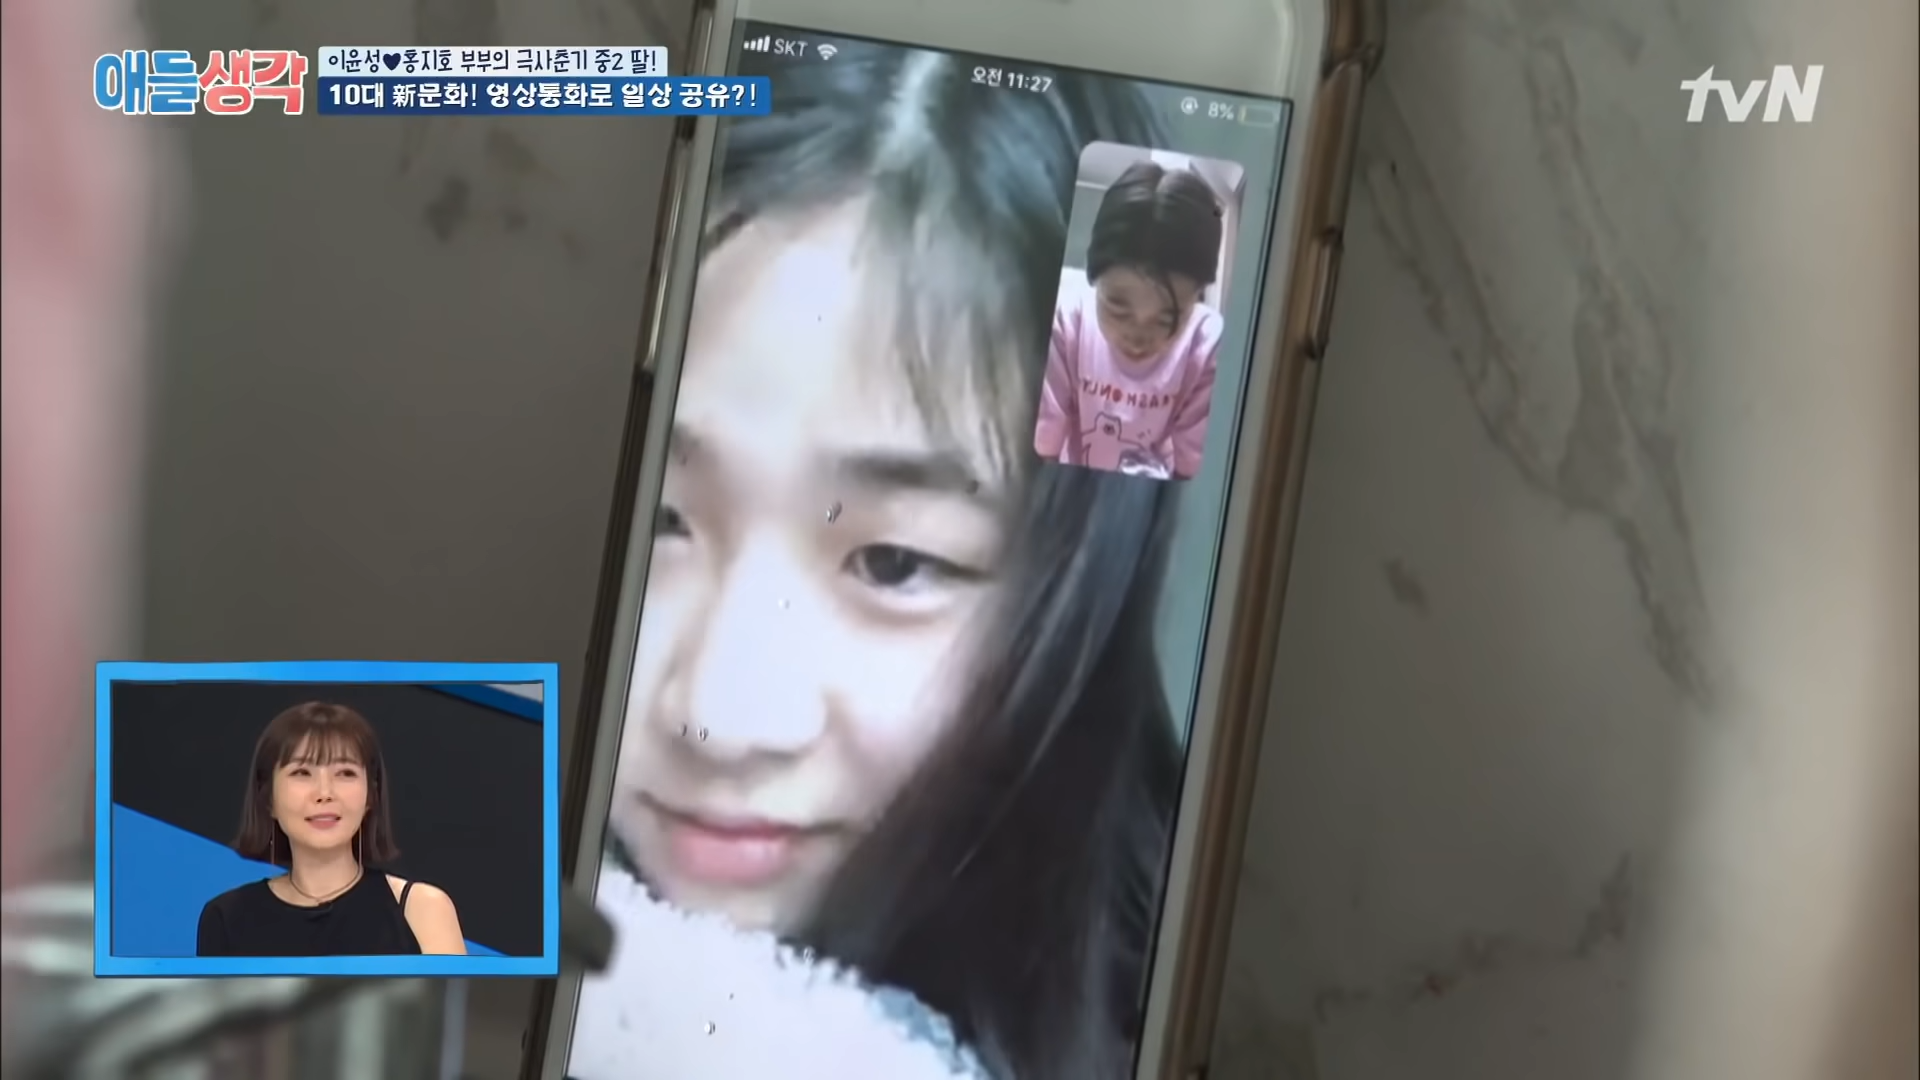 애들생각
이윤성♥홍지호 부부의 극사춘기 중2 딸!
10대 新문화! 영상통화로 일상 공유?!
tvN
SKT
오전 11:27
8%